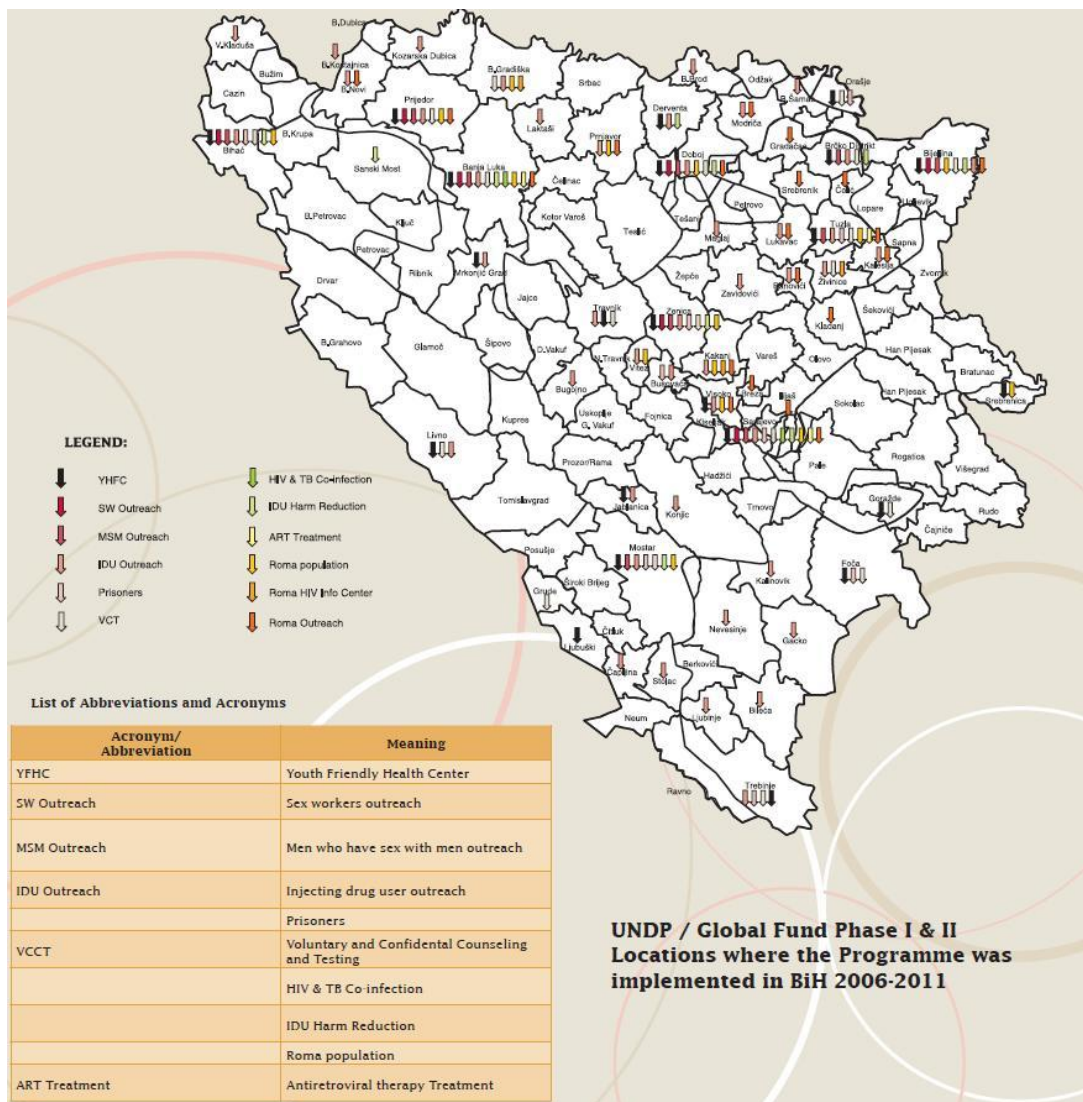 B.Dubica
V.Kladuša
Kozarska Dubica
B.Kostajnica
B.Gradiška
B.Brod
Odžak
Orašje
Bužim
B.Novi
Srbac
B.Šamac
Cazin
Prijedor
Derventa
Modriča
Laktaši
Prnjavor
Gradačac
Brčko Distrikt
Bijeljina
B.Krupa
Bihać
Sanski Most
Banja Luka
Čelinac
Doboj
Srebrenik
Čelić
Petrovo
Lopare
Ugljevik
B.Petrovac
Ključ
Kotor Varoš
Teslić
Tešanj
Maglaj
Lukavac
Tuzla
Sapna
Petrovac
Kalesija
Ribnik
Mrkonjić Grad
Žepče
Zavidovići
Banovići
Živinice
Zvornik
Drvar
Jajce
Travnik
Zenica
Kladanj
Šekovići
B.Grahovo
Glamoč
Šipovo
D.Vakuf
N.Travnik
Vitez
Kakanj
Vareš
Olovo
Han Pijesak
Bratunac
Bugojno
Busovača
Visoko
Breza
Ilijaš
Han Pijesak
Srebrenica
Kupres
Uskoplje
G. Vakuf
Fojnica
Kiseljak
Sarajevo
Sokolac
Livno
Prozor/Rama
Hadžići
Pale
Rogatica
Višegrad
Tomislavgrad
Jablanica
Konjic
Trnovo
Goražde
Rudo
Čajniče
Posušje
Mostar
Kalinovik
Foča
Široki Brijeg
Grude
Čitluk
Nevesinje
Gacko
Ljubuški
Čapljina
Stolac
Berkovići
Neum
Ljubinje
Bileća
Ravno
Trebinje
LEGEND:
YHFC
SW Outreach
MSM Outreach
IDU Outreach
Prisoners
VCT
HIV & TB Co-infection
IDU Harm Reduction
ART Treatment
Roma population
Roma HIV Info Center
Roma Outreach
List of Abbreviations amd Acronyms
Acronym/
Abbreviation
Meaning
YFHC
Youth Friendly Health Center
SW Outreach
Sex workers outreach
MSM Outreach
Men who have sex with men outreach
IDU Outreach
Injecting drug user outreach
Prisoners
VCCT
Voluntary and Confidental Counseling
and Testing
HIV & TB Co-infection
IDU Harm Reduction
Roma population
ART Treatment
Antiretroviral therapy Treatment
UNDP / Global Fund Phase I & II
Locations where the Programme was
implemented in BiH 2006-2011